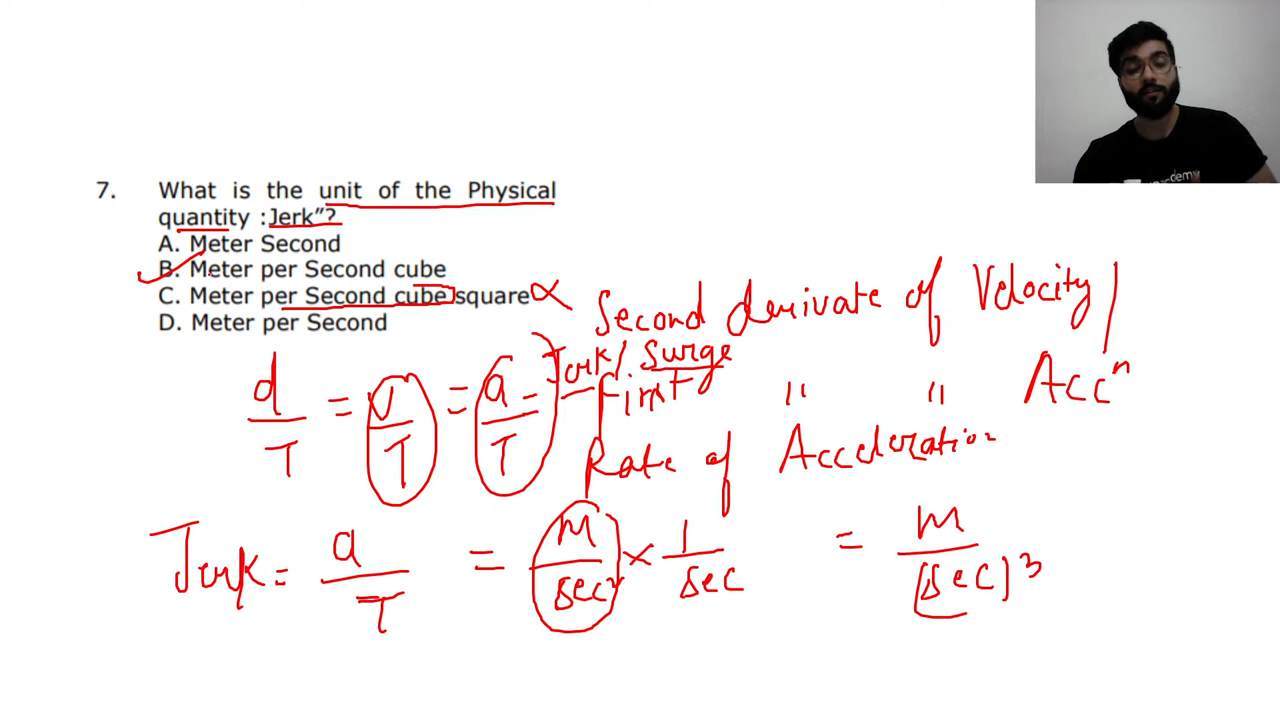 7. What is the unit of the Physical
quantity :Jerk"?
A. Meter Second
B. Meter per Second cube
C. Meter per Second cube square
D. Meter per Second
∝ Second derivate of Velocity/
Jerk/ Surge
First " " Accⁿ
d/T = v/T = a/T
Rate of Acceleration
Jerk = a/T = m/sec² × 1/sec = m/(sec)³